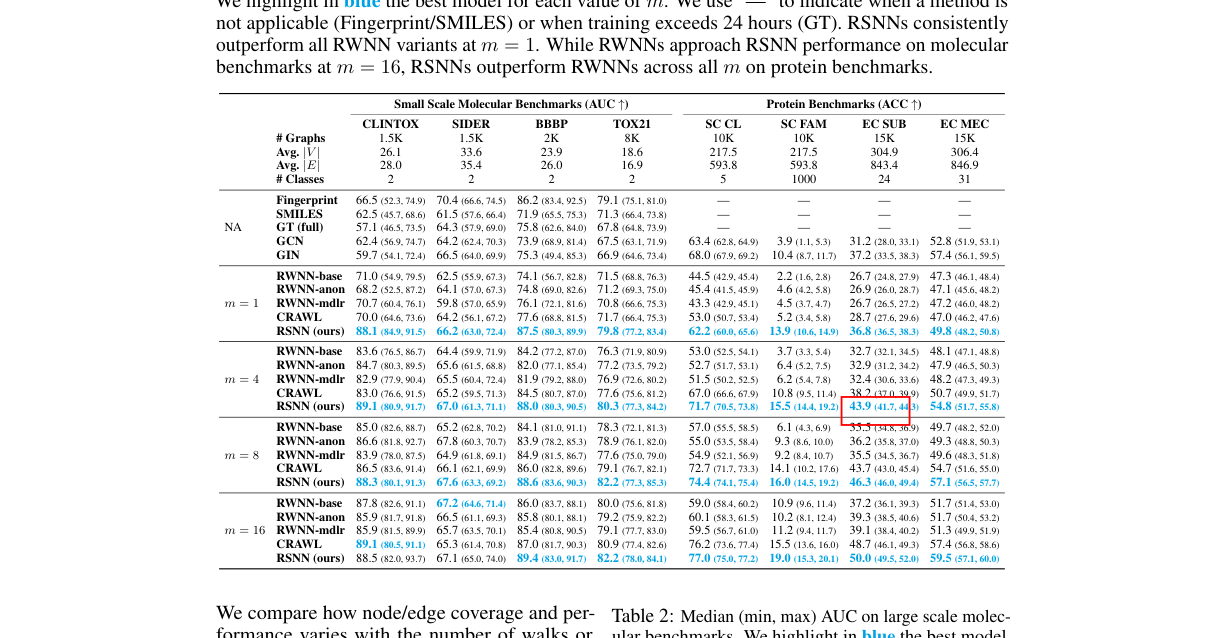 We highlight in blue the best model for each value of m. We use "—" to indicate when a method is
not applicable (Fingerprint/SMILES) or when training exceeds 24 hours (GT). RSNNs consistently
outperform all RWNN variants at m = 1. While RWNNs approach RSNN performance on molecular
benchmarks at m = 16, RSNNs outperform RWNNs across all m on protein benchmarks.
Small Scale Molecular Benchmarks (AUC ↑) Protein Benchmarks (ACC ↑)
CLINTOX SIDER BBBP TOX21 SC CL SC FAM EC SUB EC MEC
# Graphs 1.5K 1.5K 2K 8K 10K 10K 15K 15K
Avg. |V| 26.1 33.6 23.9 18.6 217.5 217.5 304.9 306.4
Avg. |E| 28.0 35.4 26.0 16.9 593.8 593.8 843.4 846.9
# Classes 2 2 2 2 5 1000 24 31
Fingerprint 66.5 (52.3, 74.9) 70.4 (66.6, 74.5) 86.2 (83.4, 92.5) 79.1 (75.1, 81.0) — — — —
SMILES 62.5 (45.7, 68.6) 61.5 (57.6, 66.4) 71.9 (65.5, 75.3) 71.3 (66.4, 73.8) — — — —
NA GT (full) 57.1 (46.5, 73.5) 64.3 (57.9, 69.0) 75.8 (62.6, 84.0) 67.8 (64.8, 73.9) — — — —
GCN 62.4 (56.9, 74.7) 64.2 (62.4, 70.3) 73.9 (68.9, 81.4) 67.5 (63.1, 71.9) 63.4 (62.8, 64.9) 3.9 (1.1, 5.3) 31.2 (28.0, 33.1) 52.8 (51.9, 53.1)
GIN 59.7 (54.1, 72.4) 66.5 (64.0, 69.9) 75.3 (49.4, 85.3) 66.9 (64.6, 73.4) 68.0 (67.9, 69.2) 10.4 (8.7, 11.7) 37.2 (33.5, 38.3) 57.4 (56.1, 59.5)
RWNN-base 71.0 (54.9, 79.5) 62.5 (55.9, 67.3) 74.1 (56.7, 82.8) 71.5 (68.8, 76.3) 44.5 (42.9, 45.4) 2.2 (1.6, 2.8) 26.7 (24.8, 27.9) 47.3 (46.1, 48.4)
RWNN-anon 68.2 (52.5, 87.2) 64.1 (57.0, 67.3) 74.8 (69.0, 82.6) 71.2 (69.3, 75.0) 45.4 (41.5, 45.9) 4.6 (4.2, 5.8) 26.9 (26.0, 28.7) 47.1 (45.6, 48.2)
m = 1 RWNN-mdlr 70.7 (60.4, 76.1) 59.8 (57.0, 65.9) 76.1 (72.1, 81.6) 70.8 (66.6, 75.3) 43.3 (42.9, 45.1) 4.5 (3.7, 4.7) 26.7 (26.5, 27.2) 47.2 (46.0, 48.2)
CRAWL 70.0 (64.6, 73.6) 64.2 (56.1, 67.2) 77.6 (68.8, 81.5) 71.7 (66.4, 75.3) 53.0 (50.7, 53.4) 5.2 (3.4, 5.8) 28.7 (27.6, 29.6) 47.0 (46.2, 47.6)
RSNN (ours) 88.1 (84.9, 91.5) 66.2 (63.0, 72.4) 87.5 (80.3, 89.9) 79.8 (77.2, 83.4) 62.2 (60.0, 65.6) 13.9 (10.6, 14.9) 36.8 (36.5, 38.3) 49.8 (48.2, 50.8)
RWNN-base 83.6 (76.5, 86.7) 64.4 (59.9, 71.9) 84.2 (77.2, 87.0) 76.3 (71.9, 80.9) 53.0 (52.5, 54.1) 3.7 (3.3, 5.4) 32.7 (32.1, 34.5) 48.1 (47.1, 48.8)
RWNN-anon 84.7 (80.3, 89.5) 65.6 (61.5, 68.8) 82.0 (77.1, 85.4) 77.2 (73.5, 79.2) 52.7 (51.7, 53.1) 6.4 (5.2, 7.5) 32.9 (31.2, 34.2) 47.9 (46.5, 50.3)
m = 4 RWNN-mdlr 82.9 (77.9, 90.4) 65.5 (60.4, 72.4) 81.9 (79.2, 88.0) 76.9 (72.6, 80.2) 51.5 (50.2, 52.5) 6.2 (5.4, 7.8) 32.4 (30.6, 33.6) 48.2 (47.3, 49.3)
CRAWL 83.0 (76.6, 91.5) 65.2 (59.5, 71.3) 84.5 (80.7, 87.0) 77.6 (75.6, 81.2) 67.0 (66.6, 67.9) 10.8 (9.5, 11.4) 38.2 (37.0, 39.9) 50.7 (49.9, 51.7)
RSNN (ours) 89.1 (80.9, 91.7) 67.0 (61.3, 71.1) 88.0 (80.3, 90.5) 80.3 (77.3, 84.2) 71.7 (70.5, 73.8) 15.5 (14.4, 19.2) 43.9 (41.7, 44.3) 54.8 (51.7, 55.8)
RWNN-base 85.0 (82.6, 88.7) 65.2 (62.8, 70.2) 84.1 (81.0, 91.1) 78.3 (72.1, 81.3) 57.0 (55.5, 58.5) 6.1 (4.3, 6.9) 35.5 (34.8, 36.9) 49.7 (48.2, 52.0)
RWNN-anon 86.6 (81.8, 92.7) 67.8 (60.3, 70.7) 83.9 (78.2, 85.3) 78.9 (76.1, 82.0) 55.0 (53.5, 58.4) 9.3 (8.6, 10.0) 36.2 (35.8, 37.0) 49.3 (48.8, 50.3)
m = 8 RWNN-mdlr 83.9 (78.0, 87.5) 64.9 (61.8, 69.1) 84.9 (81.5, 86.7) 77.6 (75.0, 79.0) 54.9 (52.1, 56.9) 9.2 (8.4, 10.7) 35.5 (34.5, 36.7) 49.6 (48.3, 51.8)
CRAWL 86.5 (83.6, 91.4) 66.1 (62.1, 69.9) 86.0 (82.8, 89.6) 79.1 (76.7, 82.1) 72.7 (71.7, 73.3) 14.1 (10.2, 17.6) 43.7 (43.0, 45.4) 54.7 (51.6, 55.0)
RSNN (ours) 88.3 (80.1, 91.3) 67.6 (63.3, 69.2) 88.6 (83.6, 90.3) 82.2 (77.3, 85.3) 74.4 (74.1, 75.4) 16.0 (14.5, 19.2) 46.3 (46.0, 49.4) 57.1 (56.5, 57.7)
RWNN-base 87.8 (82.6, 91.1) 67.2 (64.6, 71.4) 86.0 (83.7, 88.1) 80.0 (75.6, 81.8) 59.0 (58.4, 60.2) 10.9 (9.6, 11.4) 37.2 (36.1, 39.3) 51.7 (51.4, 53.0)
RWNN-anon 85.9 (81.7, 91.8) 66.5 (61.1, 69.3) 85.8 (80.1, 88.1) 79.2 (75.9, 82.2) 60.1 (58.3, 61.5) 10.2 (8.1, 12.4) 39.3 (38.5, 40.6) 51.7 (50.4, 53.2)
m = 16 RWNN-mdlr 85.9 (81.5, 89.9) 65.7 (63.5, 70.1) 85.4 (80.8, 90.5) 79.1 (77.7, 83.0) 59.5 (56.7, 61.0) 11.2 (9.4, 11.7) 39.1 (38.4, 40.2) 51.3 (49.9, 51.9)
CRAWL 89.1 (80.5, 91.1) 65.3 (61.4, 70.8) 87.0 (81.7, 90.3) 80.9 (77.4, 82.6) 76.2 (73.6, 77.4) 15.5 (13.6, 16.0) 48.7 (46.1, 49.3) 57.4 (56.8, 58.6)
RSNN (ours) 88.5 (82.0, 93.7) 67.1 (65.0, 74.0) 89.4 (83.0, 91.7) 82.2 (78.0, 84.1) 77.0 (75.0, 77.2) 19.0 (15.3, 20.1) 50.0 (49.5, 52.0) 59.5 (57.1, 60.0)
We compare how node/edge coverage and per-
formance varies with the number of walks or
Table 2: Median (min, max) AUC on large scale molec-
ular benchmarks. We highlight in blue the best model